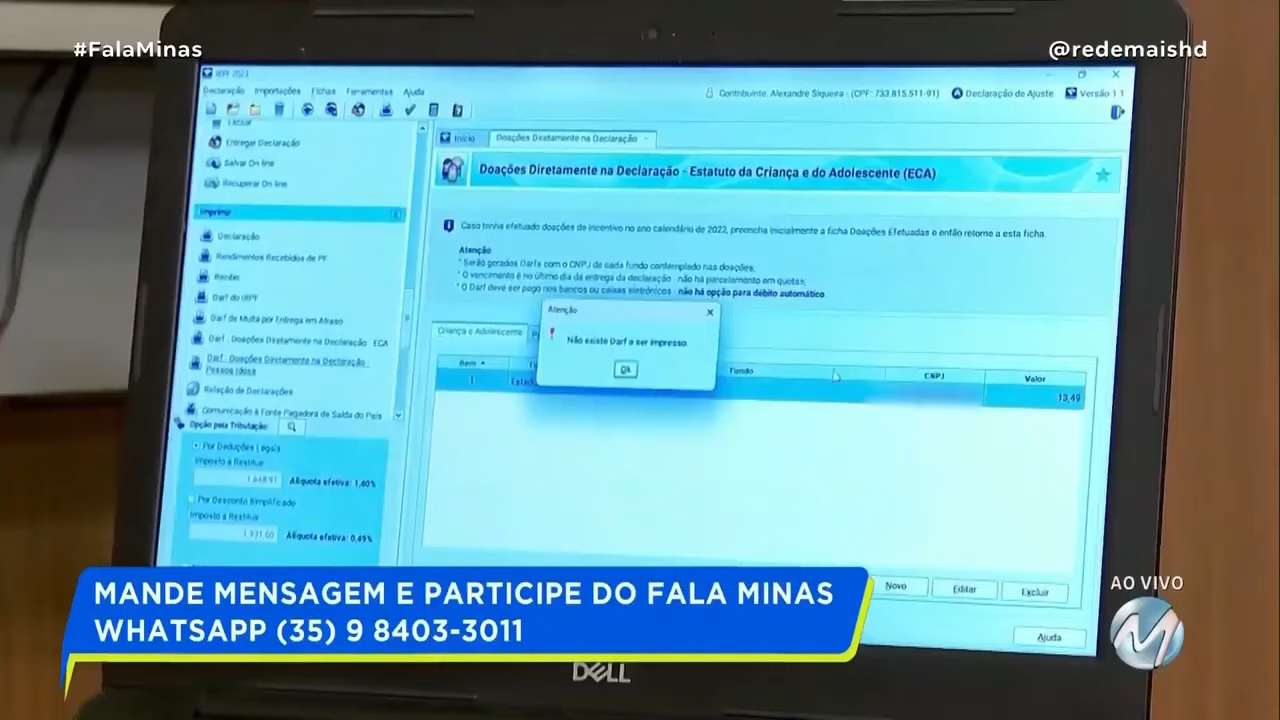 #FalaMinas
@redemaishd
IRPF 2023
Declaração Importações Fichas Ferramentas Ajuda
Contribuinte: Alexandre Siqueira - (CPF: 733.815.511-91)
Declaração de Ajuste
Versão 1.1
Entregar Declaração
Salvar On-line
Recuperar On-line
Imprimir
Declaração
Rendimentos Recebidos de PF
Recibo
Darf do IRPF
Darf de Multa por Entrega em Atraso
Darf - Doações Diretamente na Declaração - ECA
Darf - Doações Diretamente na Declaração -
Pessoa Idosa
Relação de Declarações
Comunicação à Fonte Pagadora de Saída do País
Opção pela Tributação:
Por Deduções Legais
Imposto a Restituir
Alíquota efetiva: 1,40%
Por Desconto Simplificado
Imposto a Restituir
1.931,60
Alíquota efetiva: 0,49%
Início
Doações Diretamente na Declaração
Doações Diretamente na Declaração - Estatuto da Criança e do Adolescente (ECA)
Caso tenha efetuado doações de incentivo no ano-calendário de 2022, preencha inicialmente a ficha Doações Efetuadas e então retorne a esta ficha.
Atenção
* Serão gerados Darfs com o CNPJ de cada fundo contemplado nas doações;
* O vencimento é no último dia da entrega da declaração - não há parcelamento em quotas;
* O Darf deve ser pago nos bancos ou caixas eletrônicos - não há opção para débito automático.
Atenção
Não existe Darf a ser impresso.
Ok
Criança e Adolescente
Item
Fundo
CNPJ
Valor
1
13,49
Novo
Editar
Excluir
Ajuda
MANDE MENSAGEM E PARTICIPE DO FALA MINAS
WHATSAPP (35) 9 8403-3011
AO VIVO
DELL